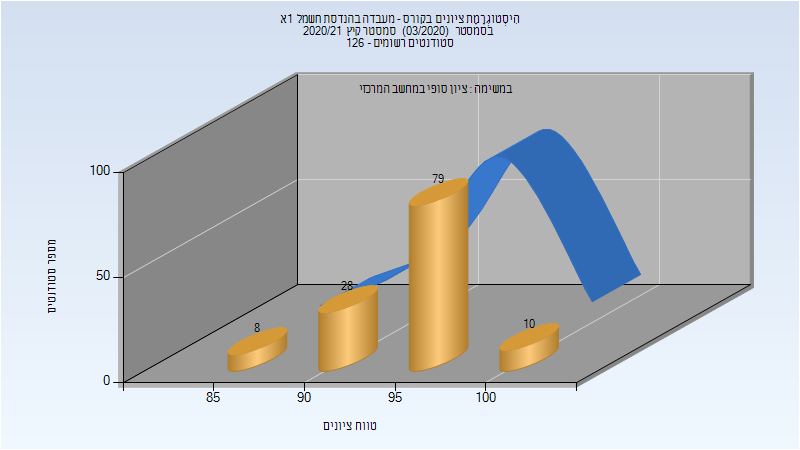 היסטוגרמת ציונים בקורס - מעבדה בהנדסת חשמל 1א
בסמסטר (03/2020) סמסטר קיץ 2020/21
סטודנטים רשומים - 126
במשימה : ציון סופי במחשב המרכזי
מספר סטודנטים
100
50
0
8
28
79
10
85
90
95
100
טווח ציונים